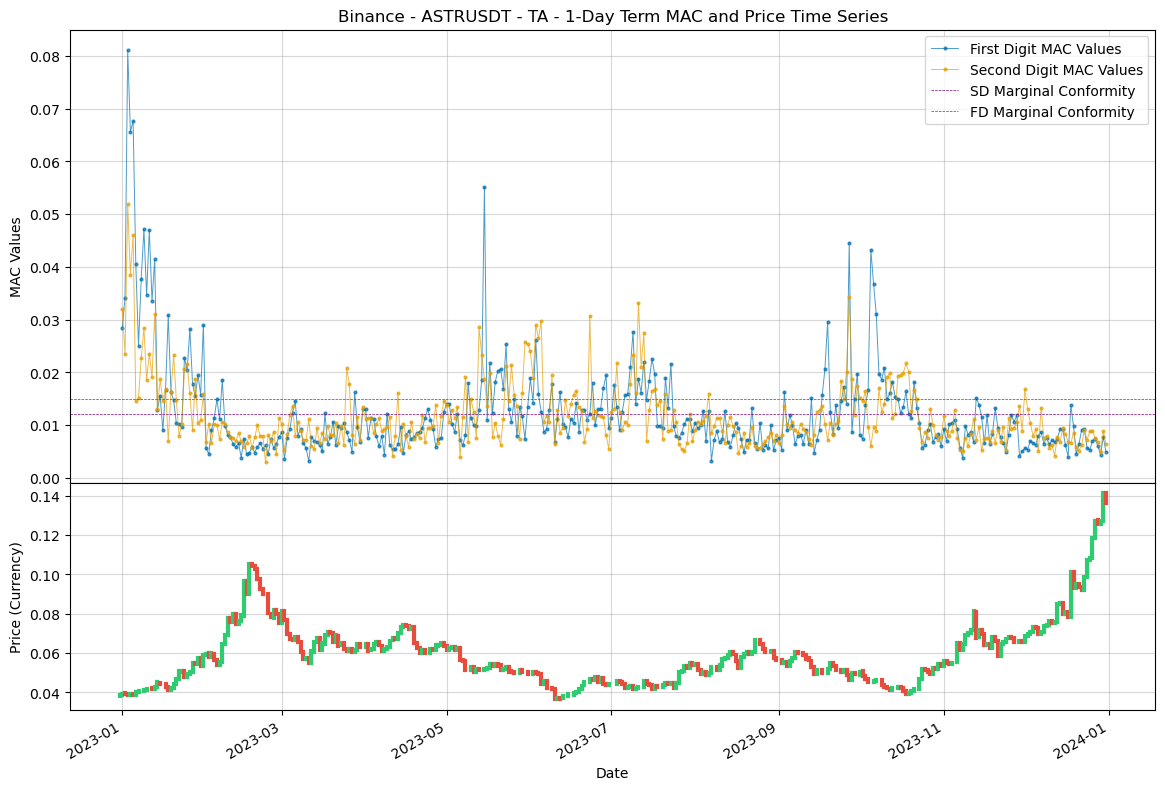 Binance - ASTRUSDT - TA - 1-Day Term MAC and Price Time Series
First Digit MAC Values
Second Digit MAC Values
SD Marginal Conformity
FD Marginal Conformity
MAC Values
0.08
0.07
0.06
0.05
0.04
0.03
0.02
0.01
0.00
Price (Currency)
0.14
0.12
0.10
0.08
0.06
0.04
2023-01
2023-03
2023-05
2023-07
2023-09
2023-11
2024-01
Date